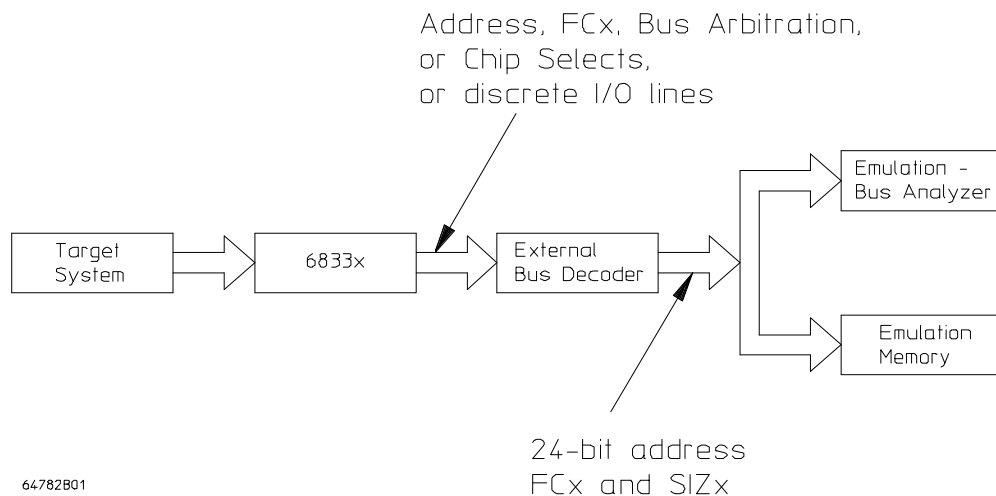 Address, FCx, Bus Arbitration,
or Chip Selects,
or discrete I/O lines
Emulation -
Bus Analyzer
Target
System
6833x
External
Bus Decoder
Emulation
Memory
24-bit address
FCx and SIZx
64782B01